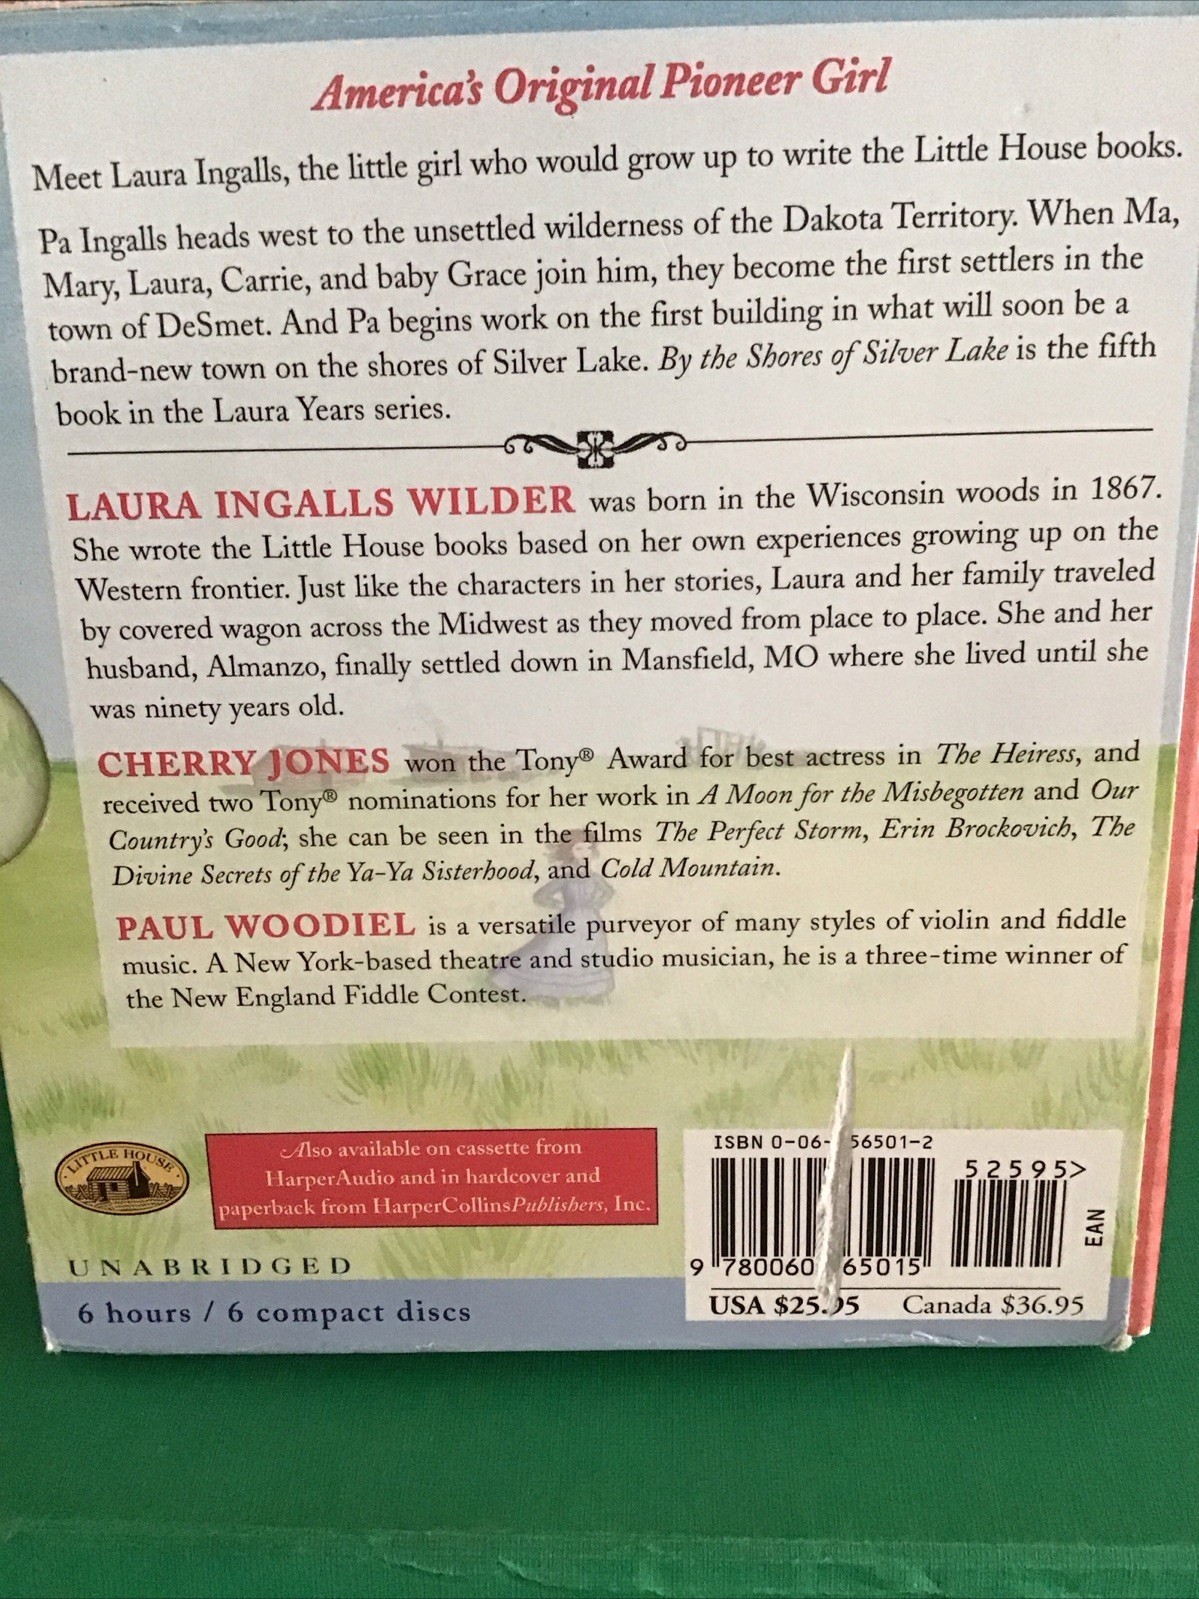 America's Original Pioneer Girl
Meet Laura Ingalls, the little girl who would grow up to write the Little House books.
Pa Ingalls heads west to the unsettled wilderness of the Dakota Territory. When Ma,
Mary, Laura, Carrie, and baby Grace join him, they become the first settlers in the
town of DeSmet. And Pa begins work on the first building in what will soon be a
brand-new town on the shores of Silver Lake. By the Shores of Silver Lake is the fifth
book in the Laura Years series.
LAURA INGALLS WILDER was born in the Wisconsin woods in 1867.
She wrote the Little House books based on her own experiences growing up on the
Western frontier. Just like the characters in her stories, Laura and her family traveled
by covered wagon across the Midwest as they moved from place to place. She and her
husband, Almanzo, finally settled down in Mansfield, MO where she lived until she
was ninety years old.
CHERRY JONES won the Tony® Award for best actress in The Heiress, and
received two Tony® nominations for her work in A Moon for the Misbegotten and Our
Country's Good; she can be seen in the films The Perfect Storm, Erin Brockovich, The
Divine Secrets of the Ya-Ya Sisterhood, and Cold Mountain.
PAUL WOODIEL is a versatile purveyor of many styles of violin and fiddle
music. A New York-based theatre and studio musician, he is a three-time winner of
the New England Fiddle Contest.
LITTLE HOUSE
Also available on cassette from
HarperAudio and in hardcover and
paperback from HarperCollinsPublishers, Inc.
UNABRIDGED
6 hours / 6 compact discs
ISBN 0-06- 56501-2
52595>
EAN
9 780060 65015
USA $25. 95 Canada $36.95